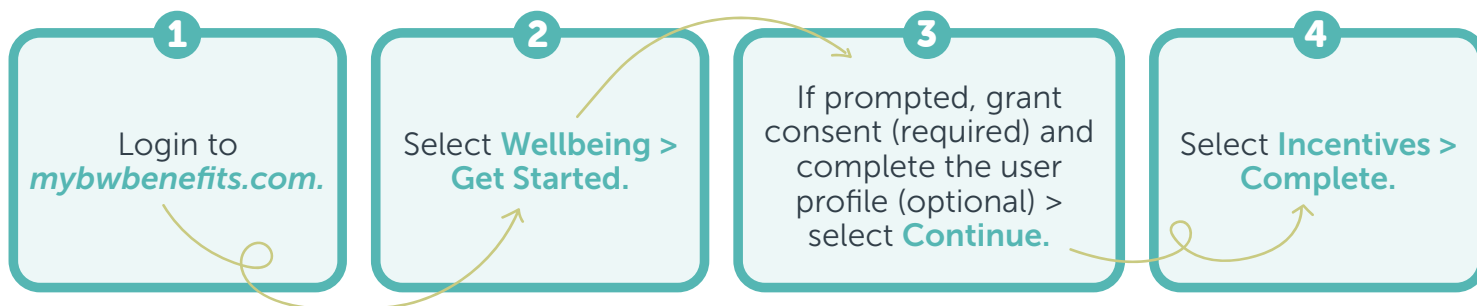 1
Login to
mybwbenefits.com.
2
Select Wellbeing >
Get Started.
3
If prompted, grant
consent (required) and
complete the user
profile (optional) >
select Continue.
4
Select Incentives >
Complete.